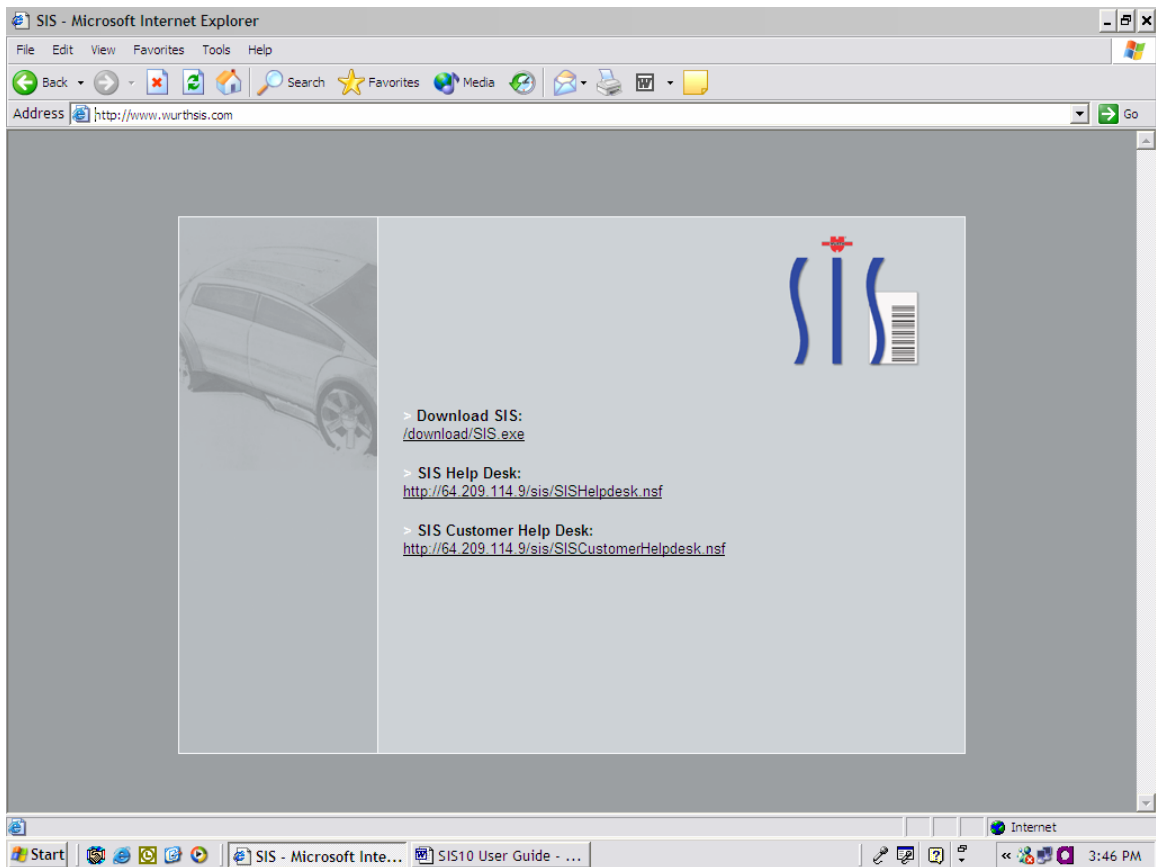 SIS - Microsoft Internet Explorer
File Edit View Favorites Tools Help
Back Search Favorites Media
Address http://www.wurthsis.com Go
SIS
> Download SIS:
/download/SIS.exe
> SIS Help Desk:
http://64.209.114.9/sis/SISHelpdesk.nsf
> SIS Customer Help Desk:
http://64.209.114.9/sis/SISCustomerHelpdesk.nsf
Internet
Start SIS - Microsoft Inte... SIS10 User Guide - ... « 3:46 PM